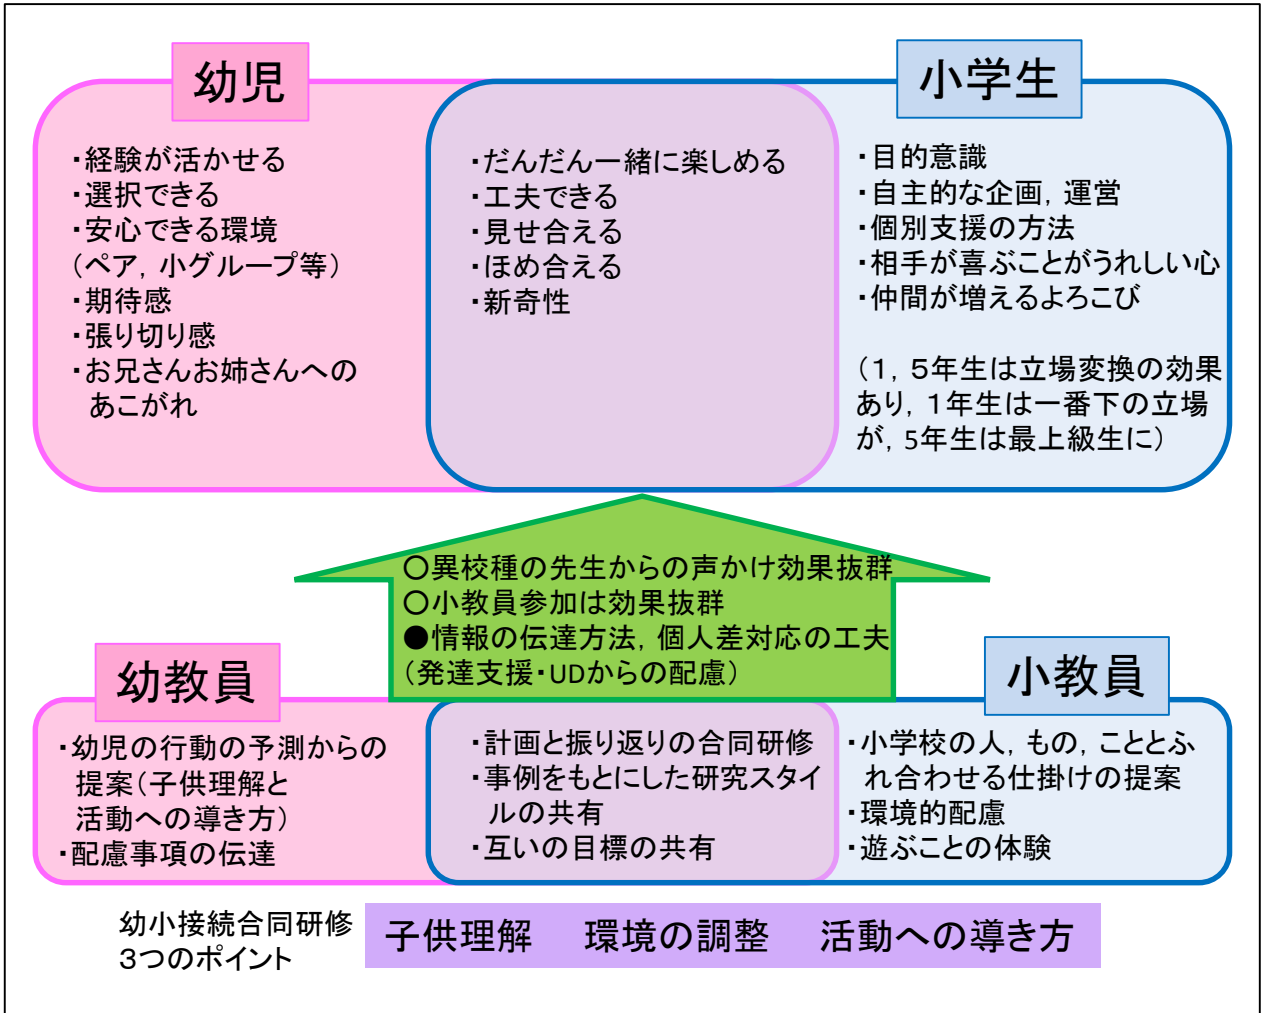 幼児
・経験が活かせる
・選択できる
・安心できる環境
（ペア，小グループ等）
・期待感
・張り切り感
・お兄さんお姉さんへの
あこがれ
・だんだん一緒に楽しめる
・工夫できる
・見せ合える
・ほめ合える
・新奇性
小学生
・目的意識
・自主的な企画，運営
・個別支援の方法
・相手が喜ぶことがうれしい心
・仲間が増えるよろこび
（１，５年生は立場変換の効果
あり，１年生は一番下の立場
が，5年生は最上級生に）
○異校種の先生からの声かけ効果抜群
○小教員参加は効果抜群
●情報の伝達方法，個人差対応の工夫
（発達支援・UDからの配慮）
幼教員
・幼児の行動の予測からの
提案（子供理解と
活動への導き方）
・配慮事項の伝達
・計画と振り返りの合同研修
・事例をもとにした研究スタイ
ルの共有
・互いの目標の共有
小教員
・小学校の人，もの，こととふ
れ合わせる仕掛けの提案
・環境的配慮
・遊ぶことの体験
幼小接続合同研修
３つのポイント
子供理解　環境の調整　活動への導き方